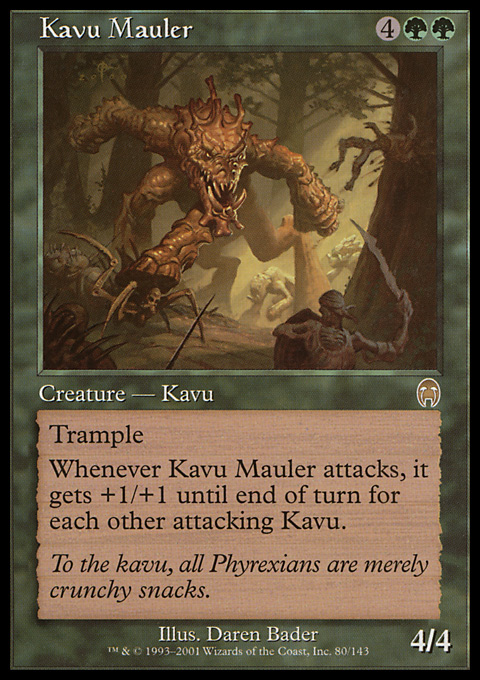 Kavu Mauler 4
Creature — Kavu
Trample
Whenever Kavu Mauler attacks, it
gets +1/+1 until end of turn for
each other attacking Kavu.
To the kavu, all Phyrexians are merely
crunchy snacks.
Illus. Daren Bader
™ & © 1993–2001 Wizards of the Coast, Inc. 80/143
4/4